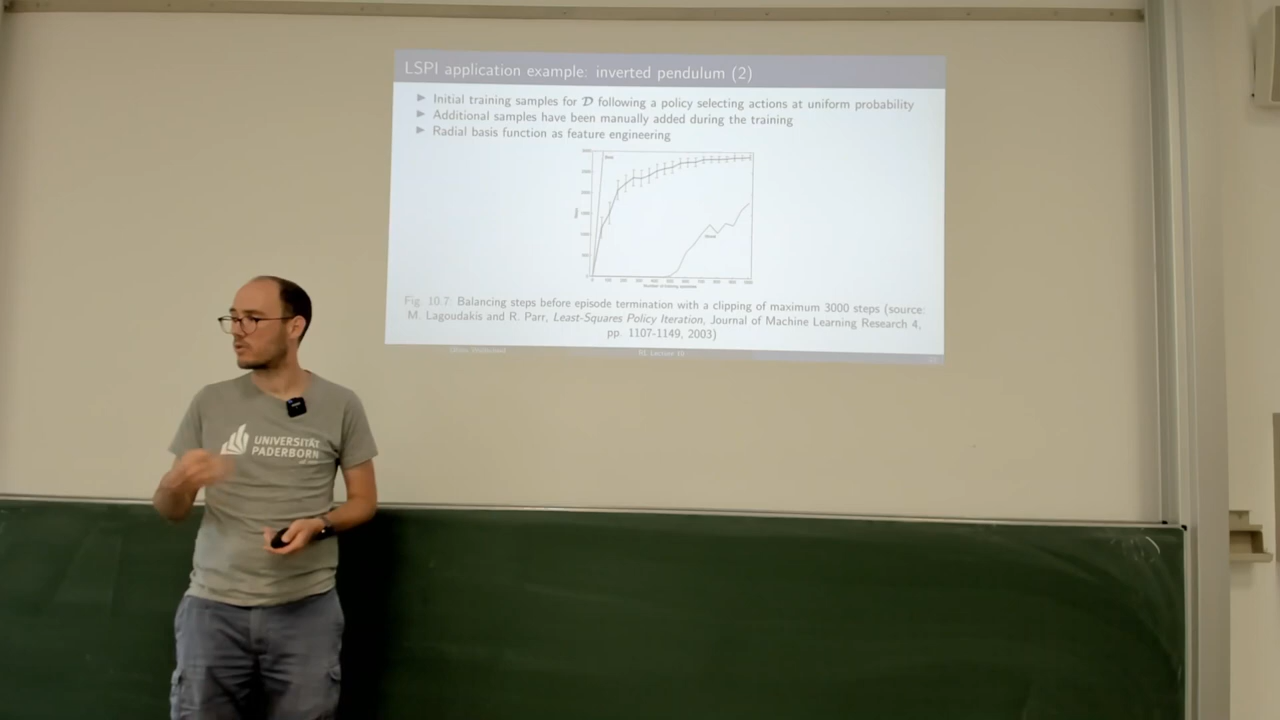 LSPI application example: inverted pendulum (2)
Initial training samples for 𝒟 following a policy selecting actions at uniform probability
Additional samples have been manually added during the training
Radial basis function as feature engineering
Fig. 10.7: Balancing steps before episode termination with a clipping of maximum 3000 steps (source:
M. Lagoudakis and R. Parr, Least-Squares Policy Iteration, Journal of Machine Learning Research 4,
pp. 1107-1149, 2003)
UNIVERSITÄT
PADERBORN